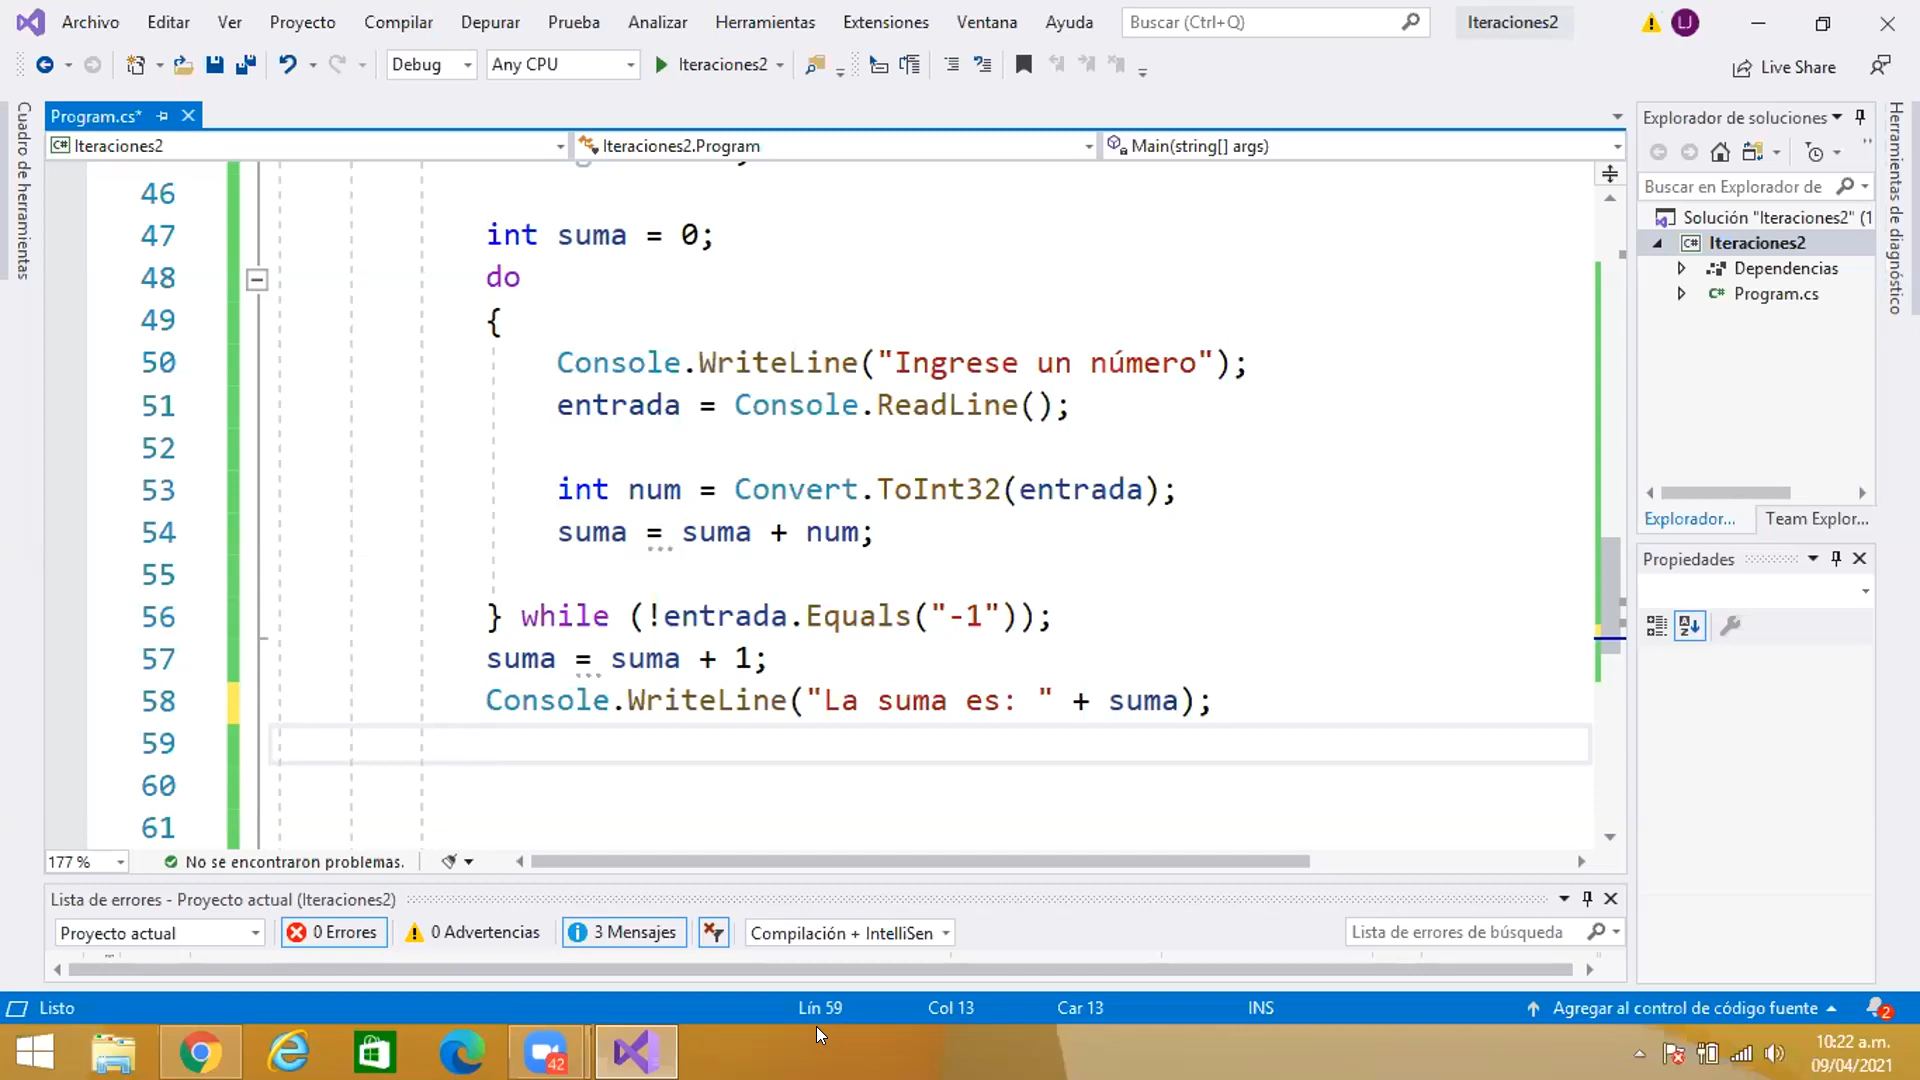 Archivo Editar Ver Proyecto Compilar Depurar Prueba Analizar Herramientas Extensiones Ventana Ayuda Buscar (Ctrl+Q) Iteraciones2 LJ
Debug Any CPU Iteraciones2 Live Share
Cuadro de herramientas
Program.cs*
Iteraciones2 Iteraciones2.Program Main(string[] args)
46
47 int suma = 0;
48 do
49 {
50 Console.WriteLine("Ingrese un número");
51 entrada = Console.ReadLine();
52
53 int num = Convert.ToInt32(entrada);
54 suma = suma + num;
55
56 } while (!entrada.Equals("-1"));
57 suma = suma + 1;
58 Console.WriteLine("La suma es: " + suma);
59
60
61
177 % No se encontraron problemas.
Lista de errores - Proyecto actual (Iteraciones2)
Proyecto actual 0 Errores 0 Advertencias 3 Mensajes Compilación + IntelliSen Lista de errores de búsqueda
Explorador de soluciones
Buscar en Explorador de
Solución "Iteraciones2" (1
C# Iteraciones2
Dependencias
C# Program.cs
Explorador... Team Explor...
Propiedades
Herramientas de diagnóstico
Listo Lín 59 Col 13 Car 13 INS Agregar al control de código fuente 2
42
10:22 a.m.
09/04/2021